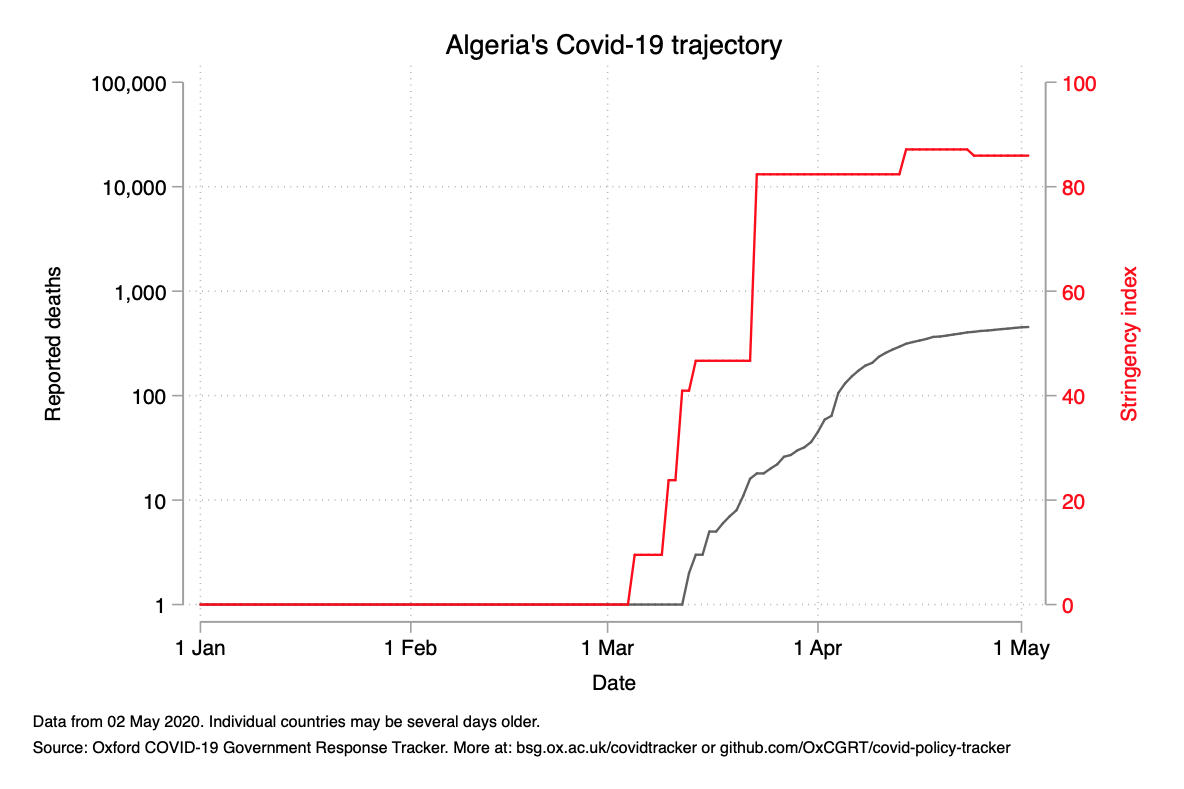 Algeria's Covid-19 trajectory
100,000
10,000
1,000
100
10
1
Reported deaths
100
80
60
40
20
0
Stringency index
1 Jan
1 Feb
1 Mar
1 Apr
1 May
Date
Data from 02 May 2020. Individual countries may be several days older.
Source: Oxford COVID-19 Government Response Tracker. More at: bsg.ox.ac.uk/covidtracker or github.com/OxCGRT/covid-policy-tracker